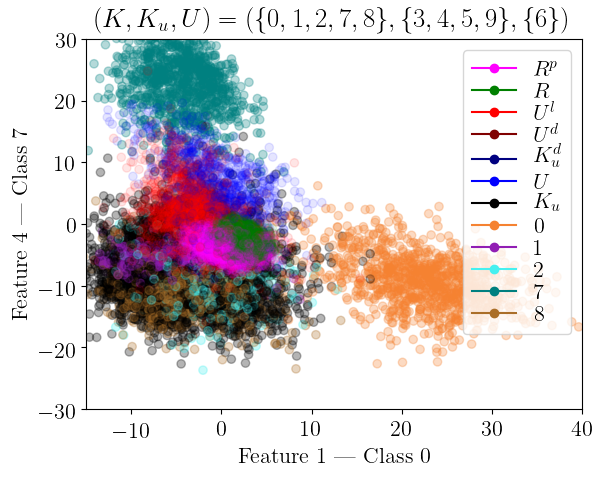 (K, K_u, U) = ({0, 1, 2, 7, 8}, {3, 4, 5, 9}, {6})
30
20
10
0
−10
−20
−30
Feature 4 — Class 7
R^p
R
U^l
U^d
K_u^d
U
K_u
0
1
2
7
8
−10
0
10
20
30
40
Feature 1 — Class 0